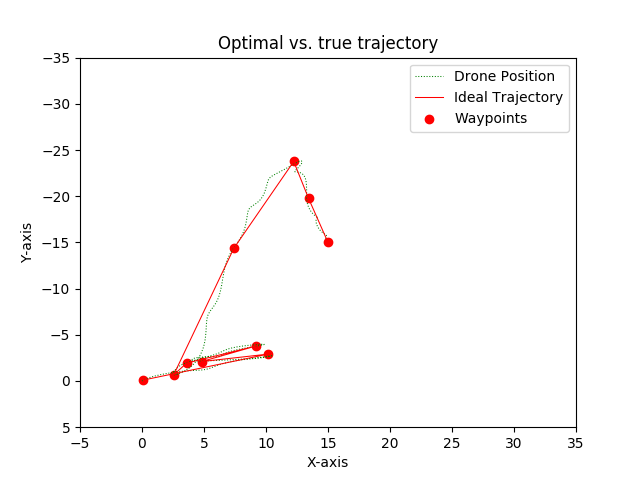 Optimal vs. true trajectory
Drone Position
Ideal Trajectory
Waypoints
Y-axis
−35
−30
−25
−20
−15
−10
−5
0
5
−5 0 5 10 15 20 25 30 35
X-axis